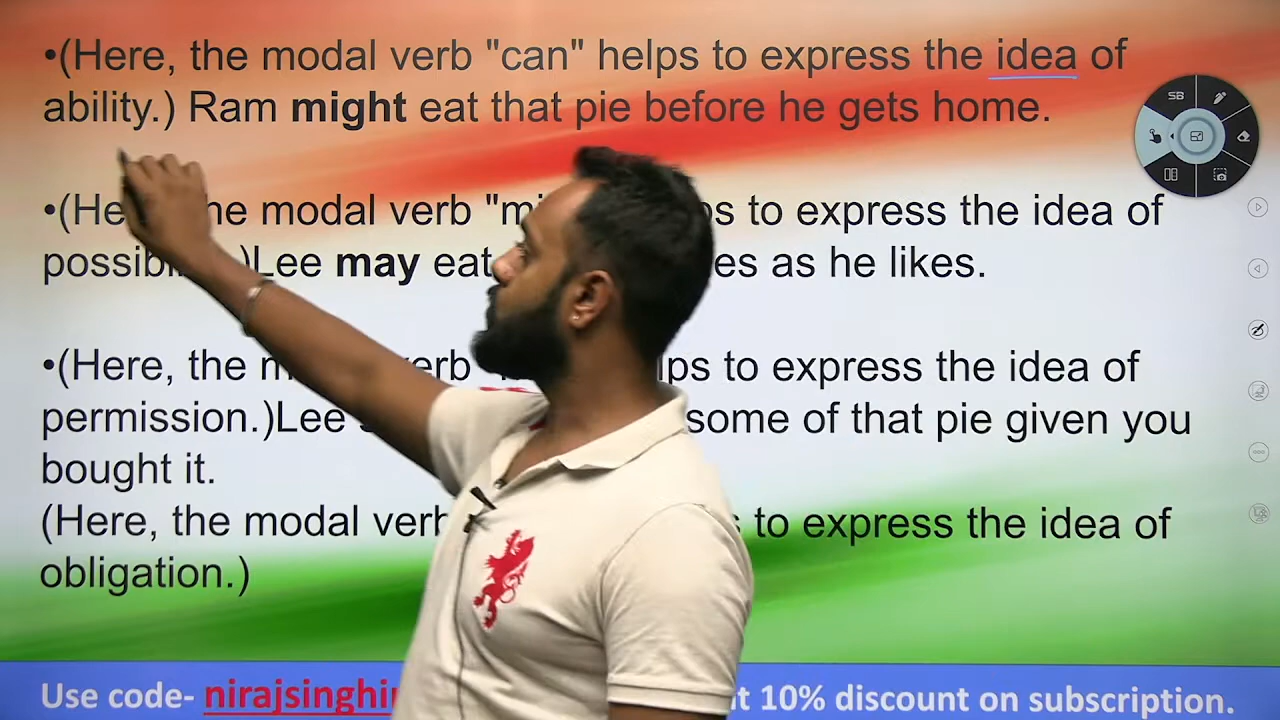 •(Here, the modal verb "can" helps to express the idea of
ability.) Ram might eat that pie before he gets home.
SB
•(He he modal verb "mi ps to express the idea of
possib )Lee may eat es as he likes.
•(Here, the m erb lps to express the idea of
permission.)Lee some of that pie given you
bought it.
(Here, the modal verb to express the idea of
obligation.)
Use code- nirajsinghi t 10% discount on subscription.